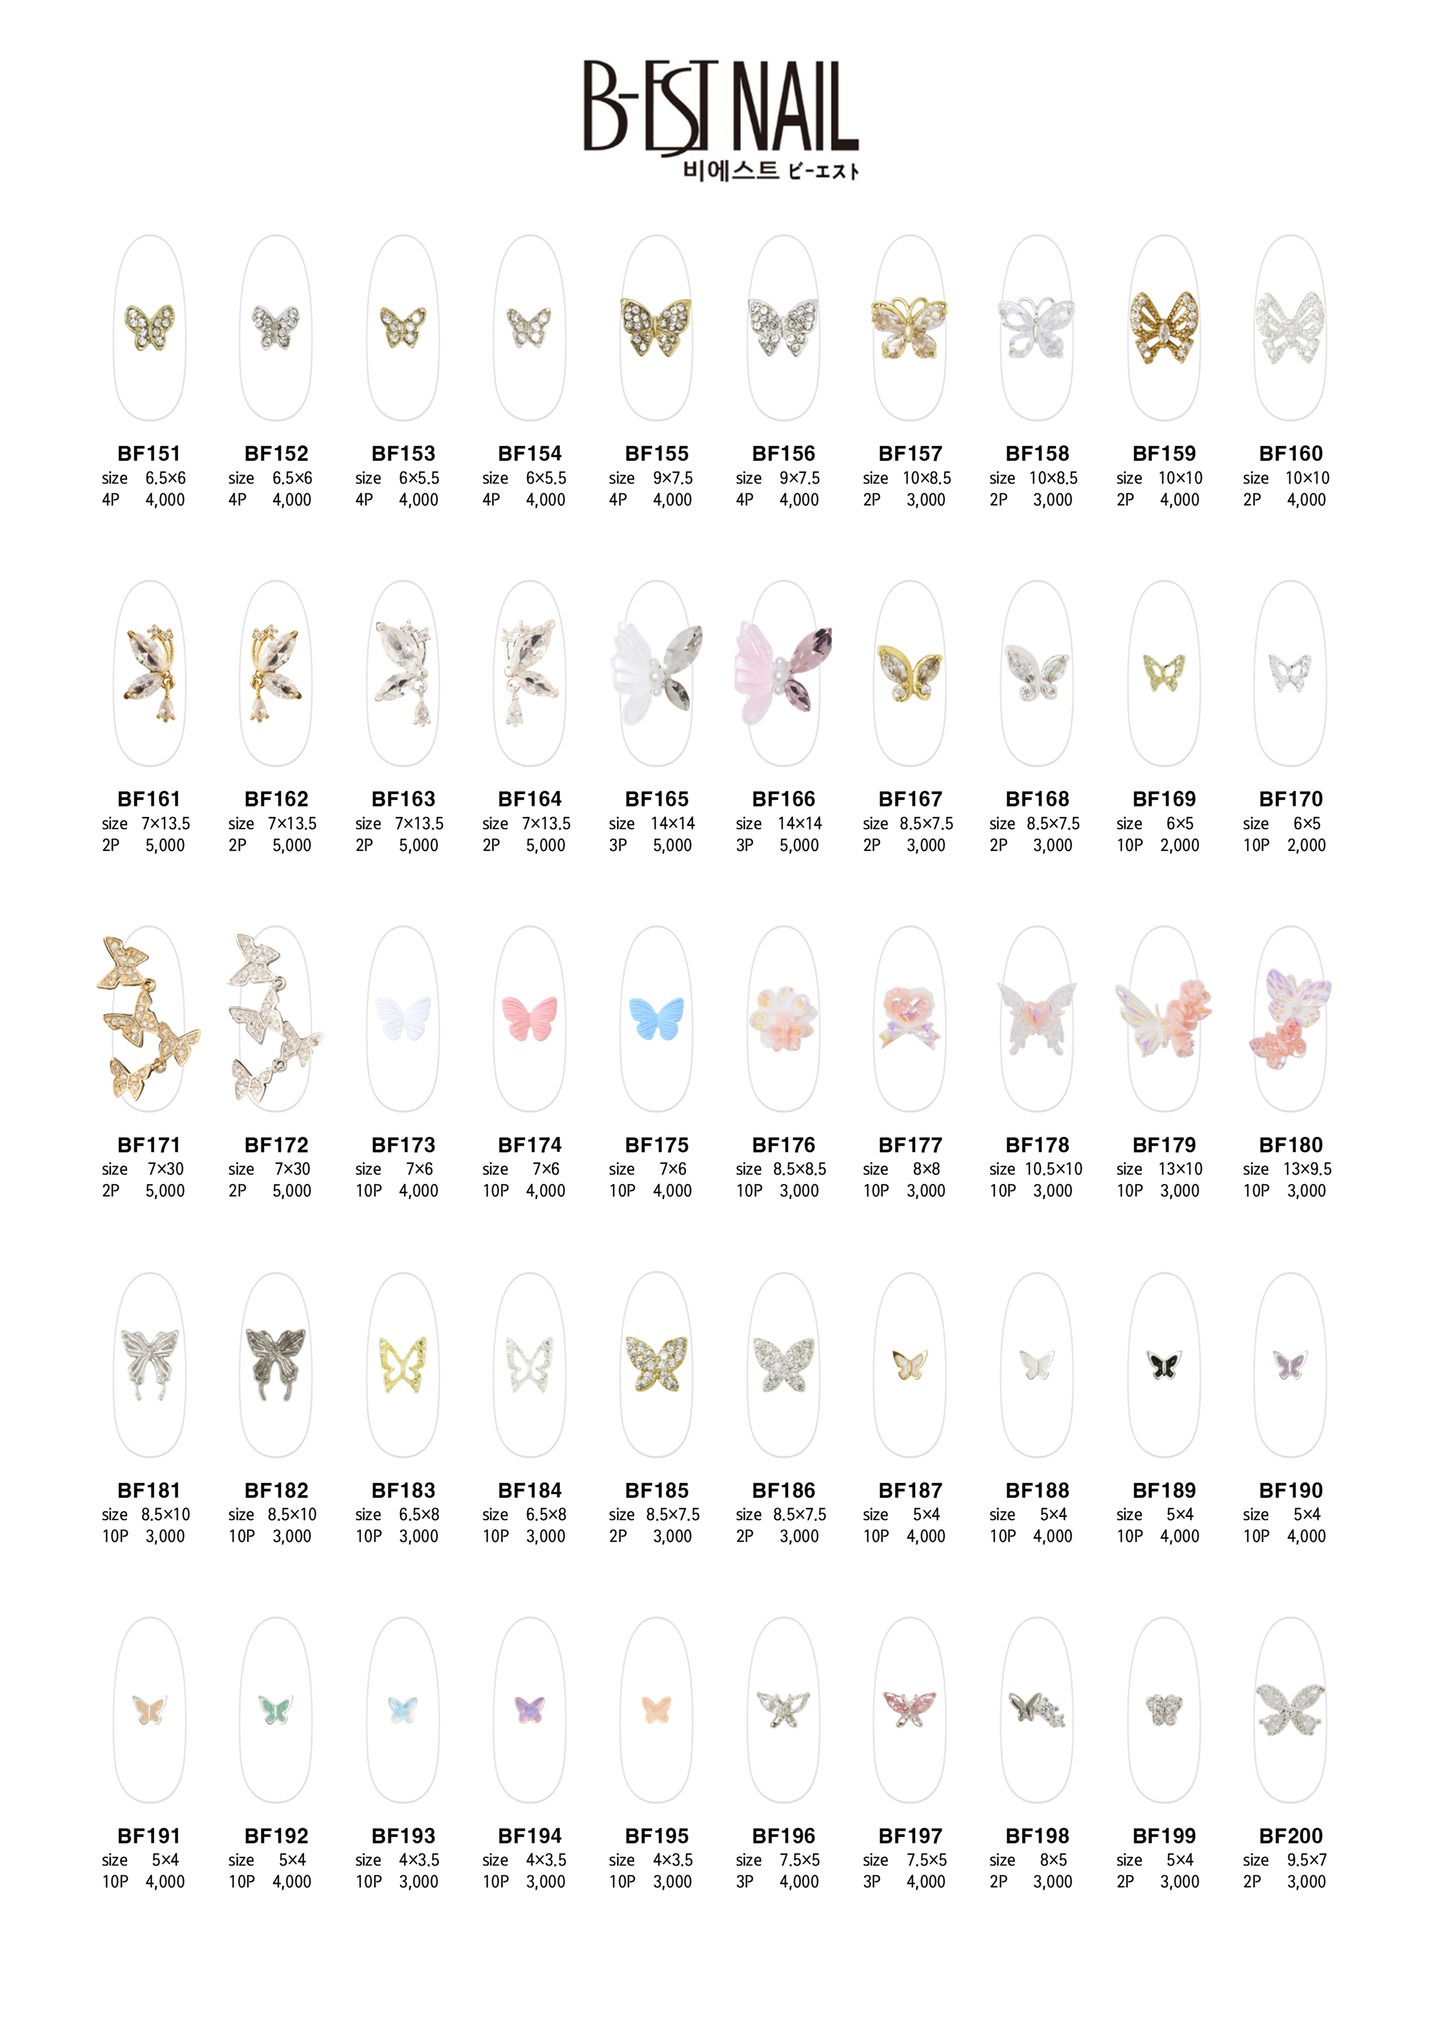 B-EST NAIL
비에스트 ビーエスト
BF151 BF152 BF153 BF154 BF155 BF156 BF157 BF158 BF159 BF160
size 6.5×6 size 6.5×6 size 6×5.5 size 6×5.5 size 9×7.5 size 9×7.5 size 10×8.5 size 10×8.5 size 10×10 size 10×10
4P 4,000 4P 4,000 4P 4,000 4P 4,000 4P 4,000 4P 4,000 2P 3,000 2P 3,000 2P 4,000 2P 4,000
BF161 BF162 BF163 BF164 BF165 BF166 BF167 BF168 BF169 BF170
size 7×13.5 size 7×13.5 size 7×13.5 size 7×13.5 size 14×14 size 14×14 size 8.5×7.5 size 8.5×7.5 size 6×5 size 6×5
2P 5,000 2P 5,000 2P 5,000 2P 5,000 3P 5,000 3P 5,000 2P 3,000 2P 3,000 10P 2,000 10P 2,000
BF171 BF172 BF173 BF174 BF175 BF176 BF177 BF178 BF179 BF180
size 7×30 size 7×30 size 7×6 size 7×6 size 7×6 size 8.5×8.5 size 8×8 size 10.5×10 size 13×10 size 13×9.5
2P 5,000 2P 5,000 10P 4,000 10P 4,000 10P 4,000 10P 3,000 10P 3,000 10P 3,000 10P 3,000 10P 3,000
BF181 BF182 BF183 BF184 BF185 BF186 BF187 BF188 BF189 BF190
size 8.5×10 size 8.5×10 size 6.5×8 size 6.5×8 size 8.5×7.5 size 8.5×7.5 size 5×4 size 5×4 size 5×4 size 5×4
10P 3,000 10P 3,000 10P 3,000 10P 3,000 2P 3,000 2P 3,000 10P 4,000 10P 4,000 10P 4,000 10P 4,000
BF191 BF192 BF193 BF194 BF195 BF196 BF197 BF198 BF199 BF200
size 5×4 size 5×4 size 4×3.5 size 4×3.5 size 4×3.5 size 7.5×5 size 7.5×5 size 8×5 size 5×4 size 9.5×7
10P 4,000 10P 4,000 10P 3,000 10P 3,000 10P 3,000 3P 4,000 3P 4,000 2P 3,000 2P 3,000 2P 3,000